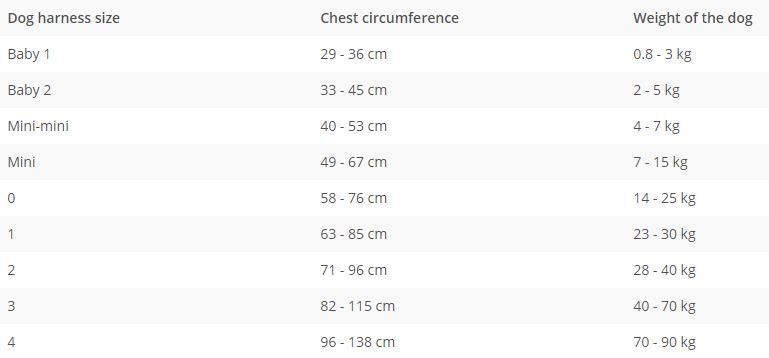 Dog harness size Chest circumference Weight of the dog
Baby 1 29 - 36 cm 0.8 - 3 kg
Baby 2 33 - 45 cm 2 - 5 kg
Mini-mini 40 - 53 cm 4 - 7 kg
Mini 49 - 67 cm 7 - 15 kg
0 58 - 76 cm 14 - 25 kg
1 63 - 85 cm 23 - 30 kg
2 71 - 96 cm 28 - 40 kg
3 82 - 115 cm 40 - 70 kg
4 96 - 138 cm 70 - 90 kg